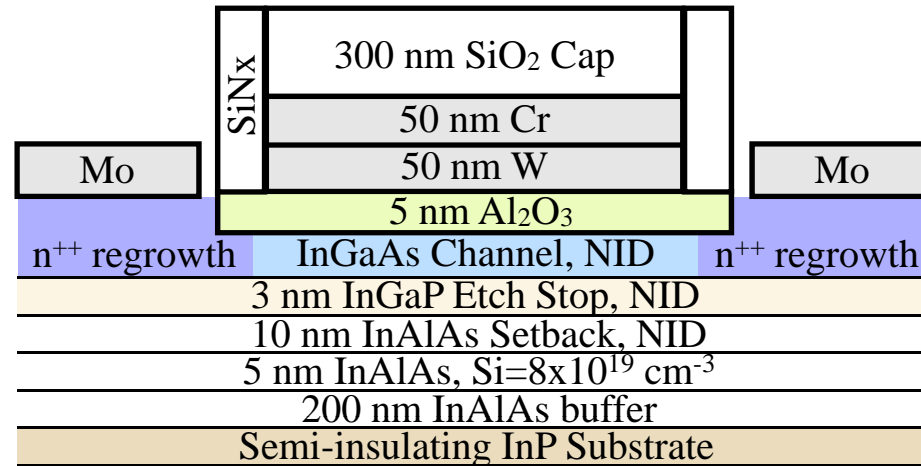 SiNx
300 nm SiO₂ Cap
50 nm Cr
50 nm W
Mo
Mo
5 nm Al₂O₃
n⁺⁺ regrowth
InGaAs Channel, NID
n⁺⁺ regrowth
3 nm InGaP Etch Stop, NID
10 nm InAlAs Setback, NID
5 nm InAlAs, Si=8x10¹⁹ cm⁻³
200 nm InAlAs buffer
Semi-insulating InP Substrate